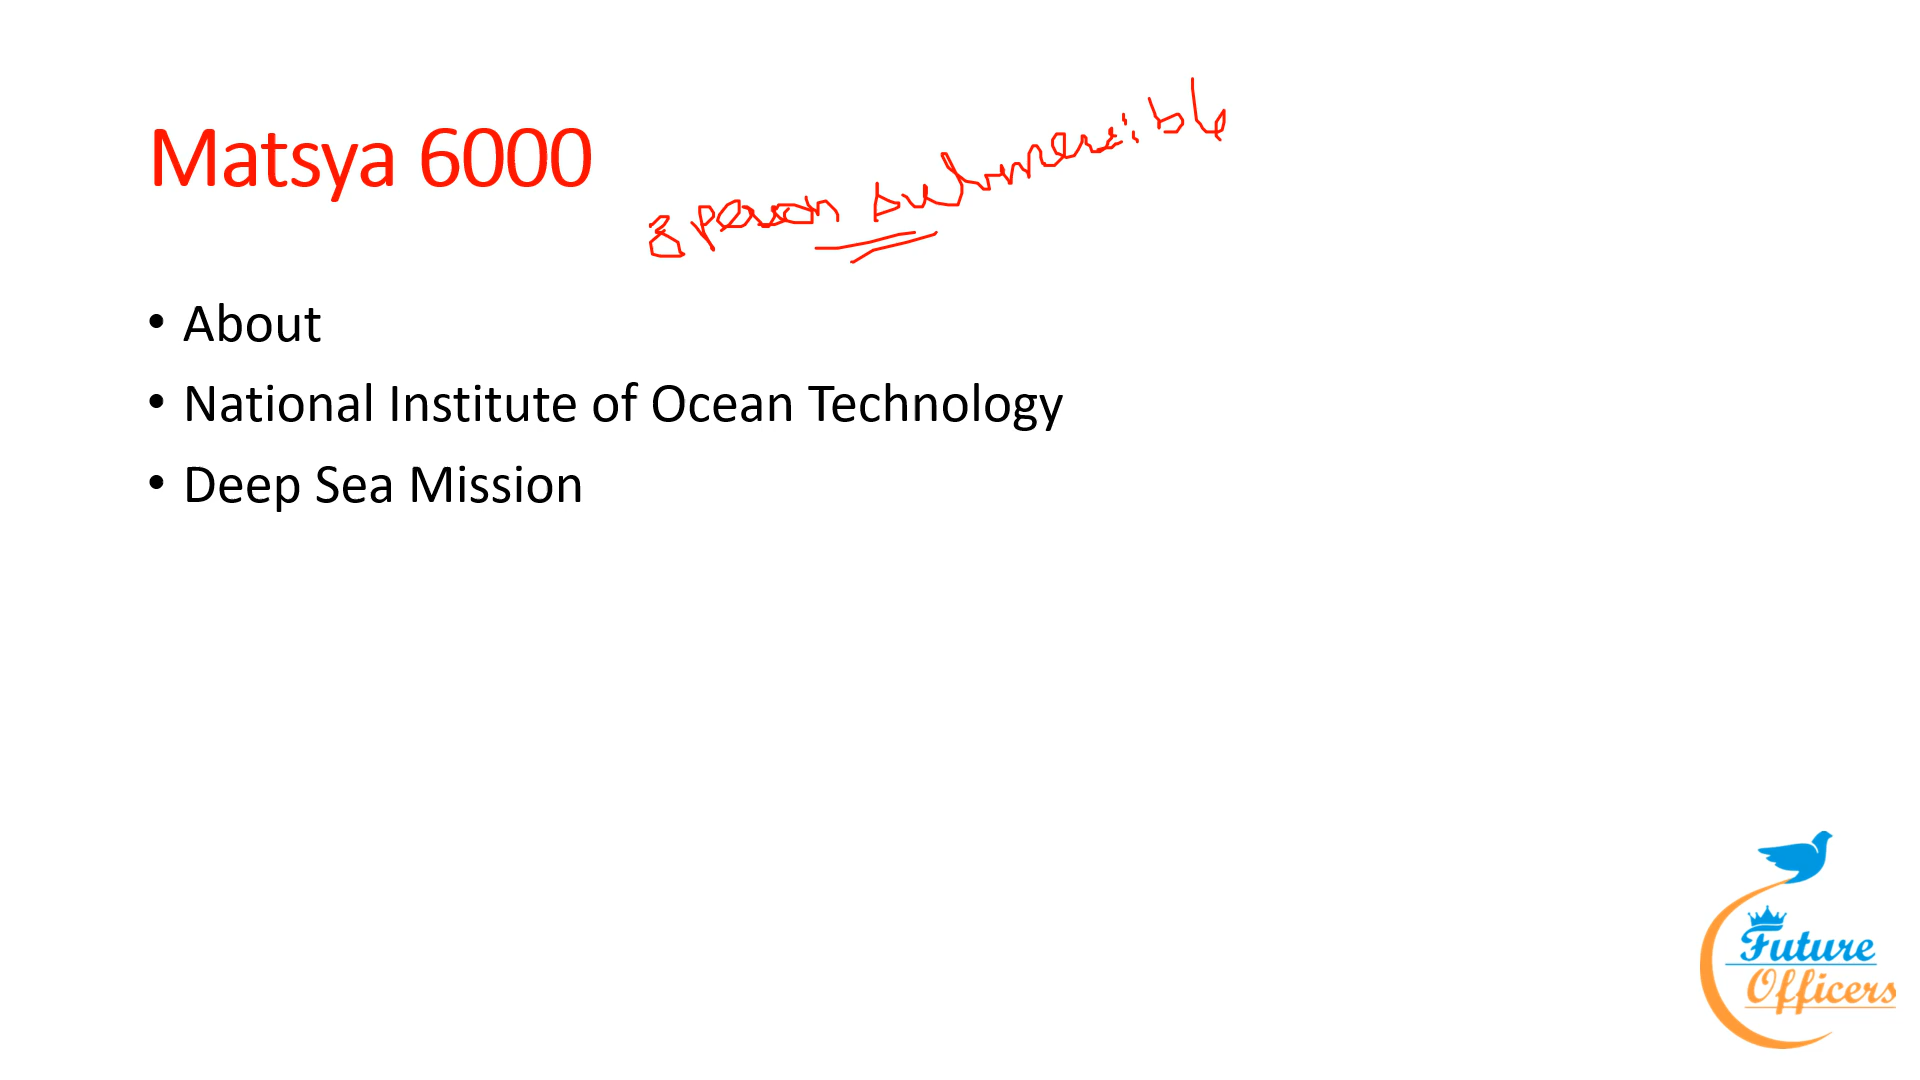 Matsya 6000
3 person submersible
• About
• National Institute of Ocean Technology
• Deep Sea Mission
Future
Officers